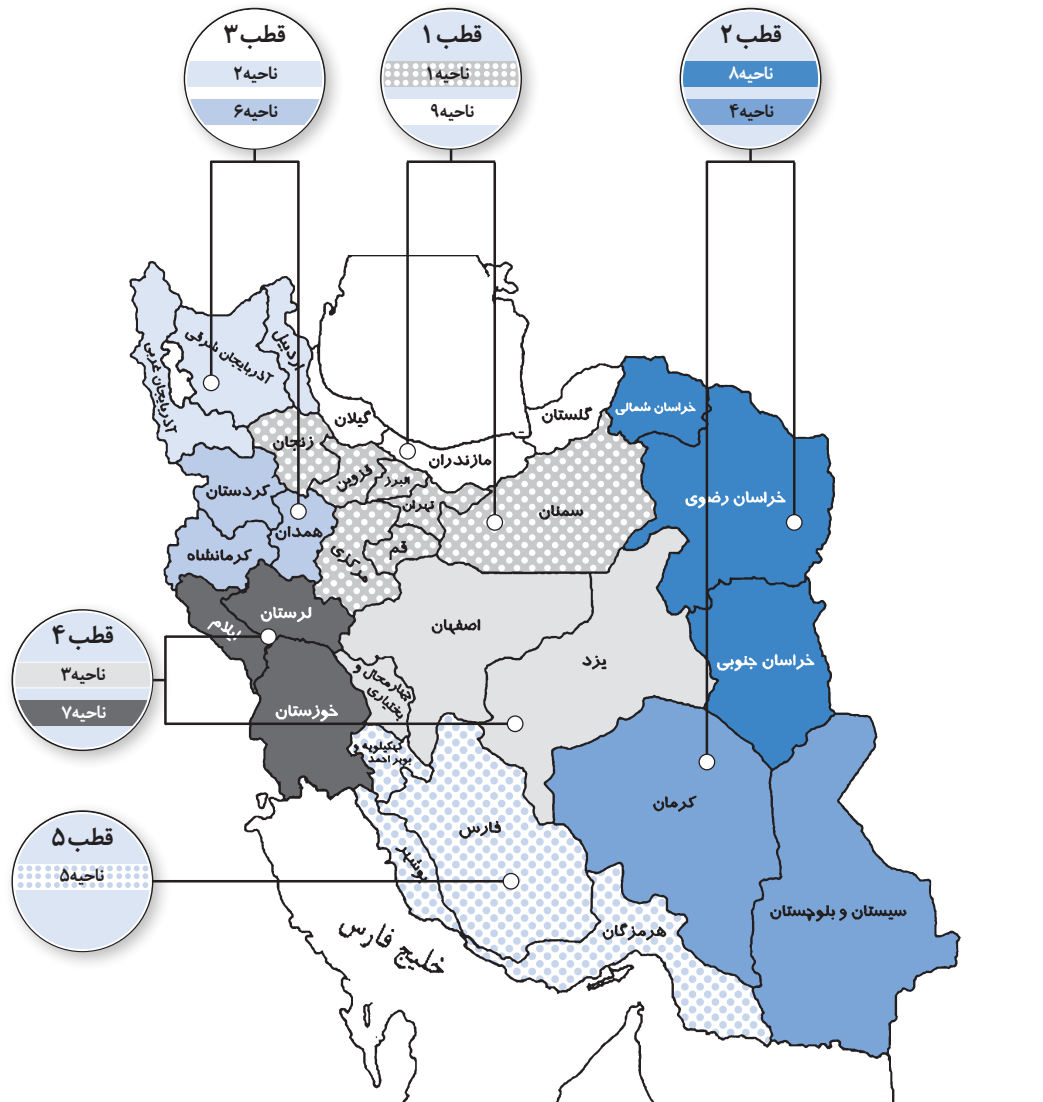 قطب ۲
ناحیه۸
ناحیه۴
قطب ۱
ناحیه۱
ناحیه۹
قطب ۳
ناحیه۲
ناحیه۶
آذربایجان غربی
آذربایجان شرقی
اردبیل
گیلان
مازندران
گلستان
خراسان شمالی
خراسان رضوی
زنجان
قزوین
البرز
تهران
سمنان
کردستان
همدان
کرمانشاه
مرکزی
قم
ایلام
لرستان
اصفهان
یزد
خراسان جنوبی
قطب ۴
ناحیه۳
ناحیه۷
خوزستان
چهارمحال و
بختیاری
کهکیلویه و
بویر احمد
فارس
کرمان
قطب ۵
ناحیه۵
بوشهر
هرمزگان
سیستان و بلوچستان
خلیج فارس